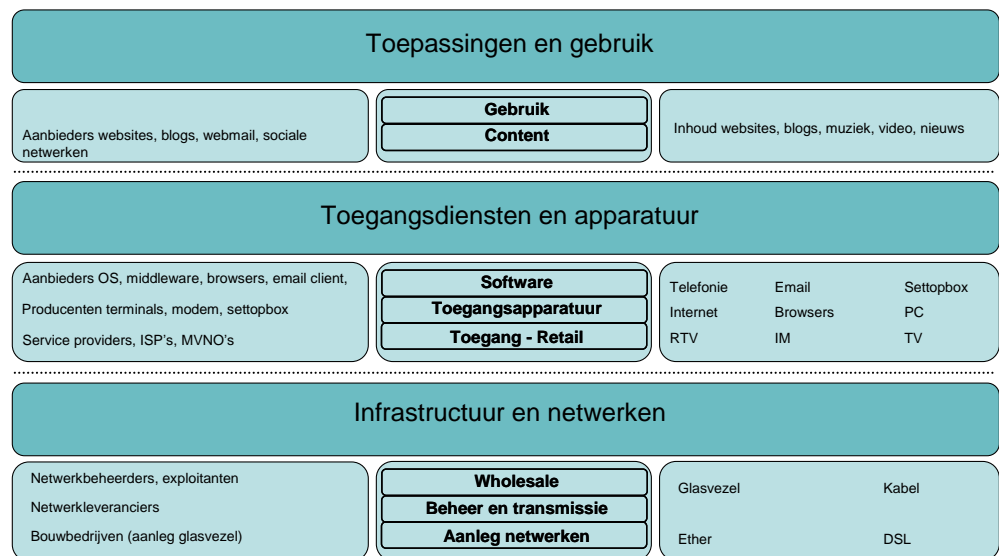 Toepassingen en gebruik
Aanbieders websites, blogs, webmail, sociale
netwerken
Gebruik
Content
Inhoud websites, blogs, muziek, video, nieuws
Toegangsdiensten en apparatuur
Aanbieders OS, middleware, browsers, email client,
Producenten terminals, modem, settopbox
Service providers, ISP's, MVNO's
Software
Toegangsapparatuur
Toegang - Retail
Telefonie Email Settopbox
Internet Browsers PC
RTV IM TV
Infrastructuur en netwerken
Netwerkbeheerders, exploitanten
Netwerkleveranciers
Bouwbedrijven (aanleg glasvezel)
Wholesale
Beheer en transmissie
Aanleg netwerken
Glasvezel Kabel
Ether DSL